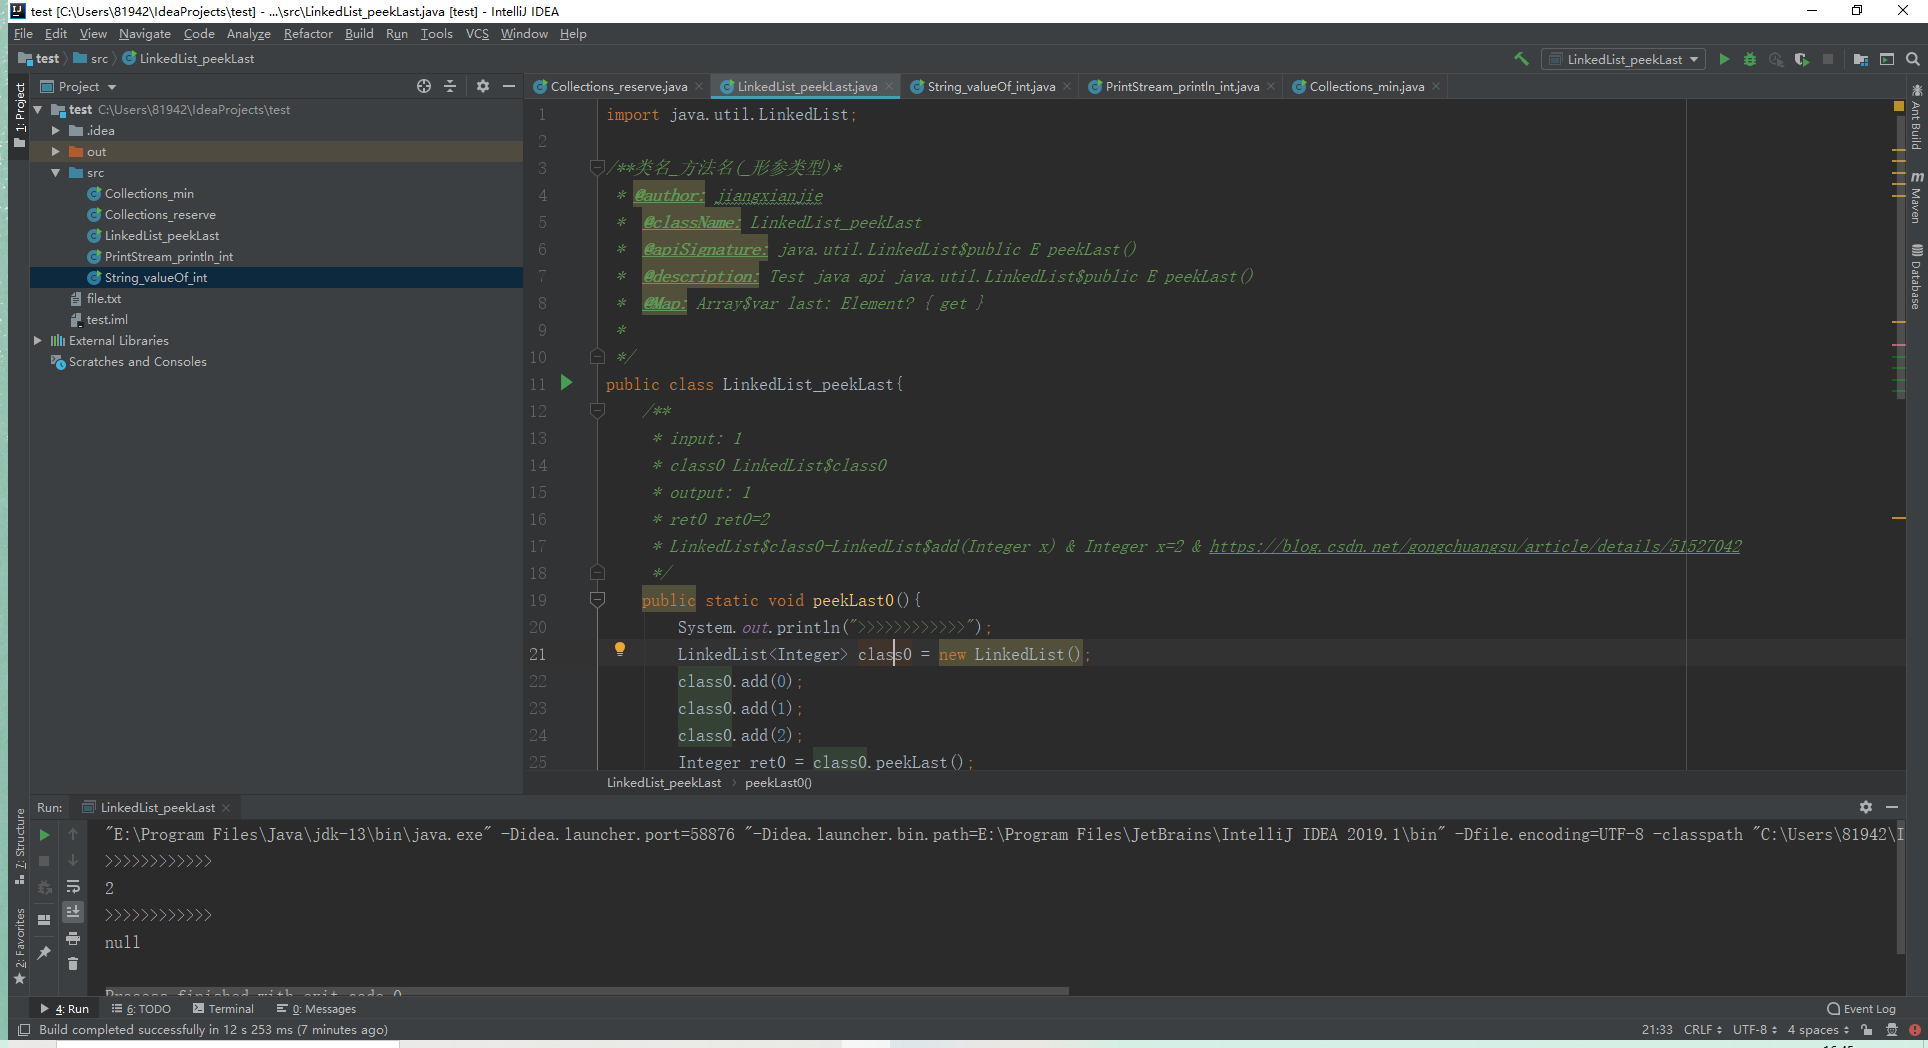 test [C:\Users\81942\IdeaProjects\test] - ...\src\LinkedList_peekLast.java [test] - IntelliJ IDEA
File Edit View Navigate Code Analyze Refactor Build Run Tools VCS Window Help
test src LinkedList_peekLast
LinkedList_peekLast
1: Project
Project
Collections_reserve.java LinkedList_peekLast.java String_valueOf_int.java PrintStream_println_int.java Collections_min.java
test C:\Users\81942\IdeaProjects\test
.idea
out
src
Collections_min
Collections_reserve
LinkedList_peekLast
PrintStream_println_int
String_valueOf_int
file.txt
test.iml
External Libraries
Scratches and Consoles
1 import java.util.LinkedList;
2
3 /**类名_方法名(_形参类型)*
4 * @author: jiangxianjie
5 * @className: LinkedList_peekLast
6 * @apiSignature: java.util.LinkedList$public E peekLast()
7 * @description: Test java api java.util.LinkedList$public E peekLast()
8 * @Map: Array$var last: Element? { get }
9 *
10 */
11 public class LinkedList_peekLast{
12 /**
13 * input: 1
14 * class0 LinkedList$class0
15 * output: 1
16 * ret0 ret0=2
17 * LinkedList$class0-LinkedList$add(Integer x) & Integer x=2 & https://blog.csdn.net/gongchuangsu/article/details/51527042
18 */
19 public static void peekLast0(){
20 System.out.println(">>>>>>>>>>>>");
21 LinkedList<Integer> class0 = new LinkedList();
22 class0.add(0);
23 class0.add(1);
24 class0.add(2);
25 Integer ret0 = class0.peekLast();
LinkedList_peekLast peekLast0()
Ant Build
Maven
Database
Run: LinkedList_peekLast
"E:\Program Files\Java\jdk-13\bin\java.exe" -Didea.launcher.port=58876 "-Didea.launcher.bin.path=E:\Program Files\JetBrains\IntelliJ IDEA 2019.1\bin" -Dfile.encoding=UTF-8 -classpath "C:\Users\81942\I
>>>>>>>>>>>>
2
>>>>>>>>>>>>
null
Process finished with exit code 0
7: Structure
2: Favorites
4: Run 6: TODO Terminal 0: Messages Event Log
Build completed successfully in 12 s 253 ms (7 minutes ago) 21:33 CRLF UTF-8 4 spaces